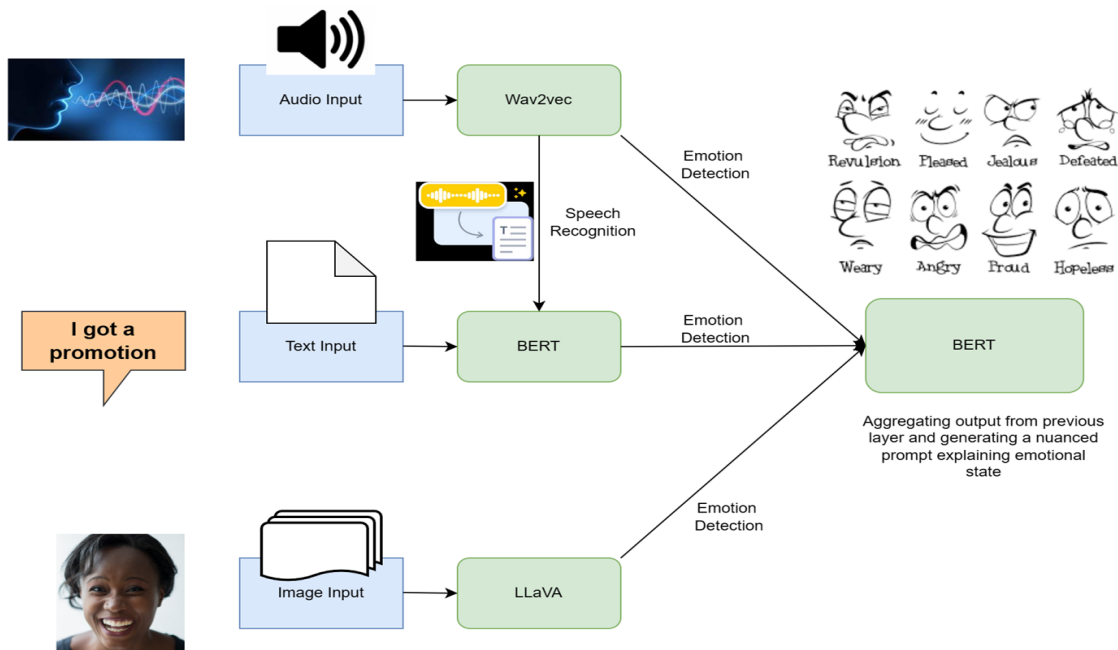 Audio Input
Wav2vec
Emotion
Detection
Revulsion Pleased Jealous Defeated
Speech
Recognition
T
Weary Angry Proud Hopeless
I got a
promotion
Text Input
BERT
Emotion
Detection
BERT
Aggregating output from previous
layer and generating a nuanced
prompt explaining emotional
state
Emotion
Detection
Image Input
LLaVA